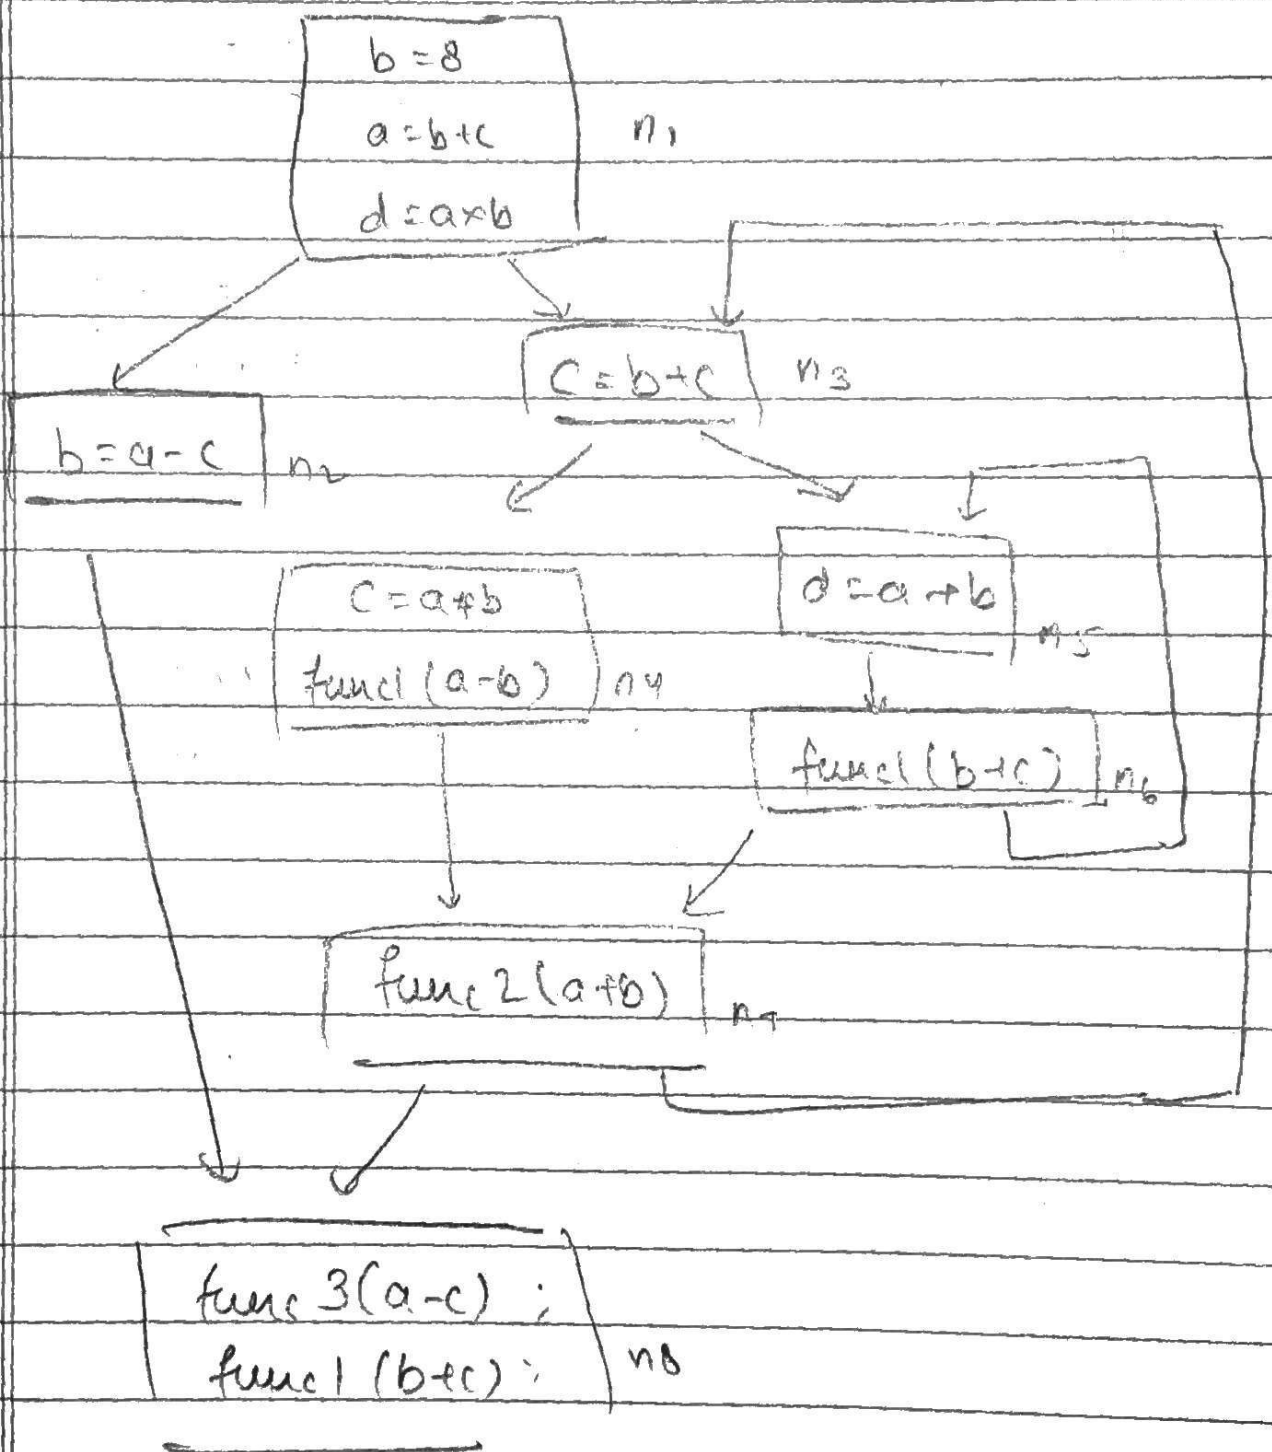 b=8
a=b+c
n1
d=a*b
c=b+c
n3
b=a-c
n2
c=a*b
func1(a-b)
n4
d=a+b
n5
func1(b+c)
n6
func2(a+b)
n7
func3(a-c);
func1(b+c);
n8